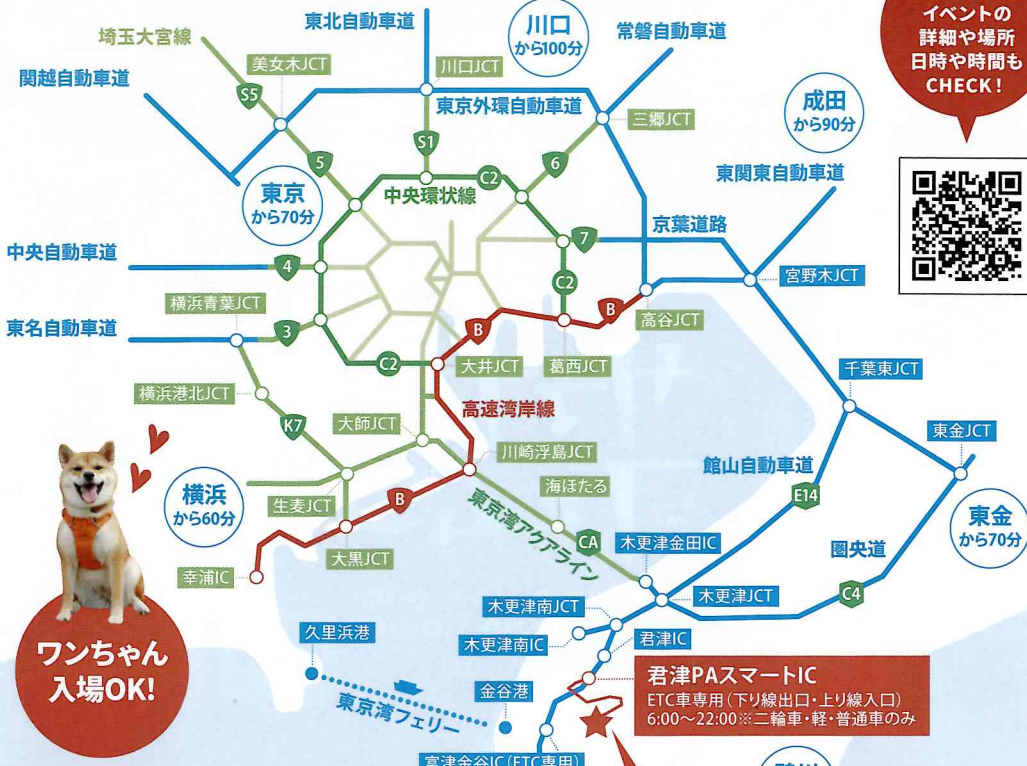 イベントの
詳細や場所
日時や時間も
CHECK!
東北自動車道
川口
から100分
常磐自動車道
埼玉大宮線
美女木JCT
川口JCT
関越自動車道
S5
東京外環自動車道
成田
から90分
三郷JCT
S1
5
6
東京
から70分
C2
中央環状線
東関東自動車道
7
京葉道路
中央自動車道
4
C2
宮野木JCT
横浜青葉JCT
B
高谷JCT
東名自動車道
3
B
C2
大井JCT
葛西JCT
千葉東JCT
横浜港北JCT
高速湾岸線
K7
大師JCT
東金JCT
川崎浮島JCT
館山自動車道
横浜
から60分
生麦JCT
海ほたる
B
E14
東京湾アクアライン
東金
から70分
CA
木更津金田IC
大黒JCT
圏央道
幸浦IC
木更津JCT
C4
木更津南JCT
久里浜港
木更津南IC
君津IC
ワンちゃん
入場OK!
君津PAスマートIC
ETC車専用(下り線出口・上り線入口)
6:00〜22:00※二輪車・軽・普通車のみ
金谷港
東京湾フェリー
富津金谷IC(ETC専用)